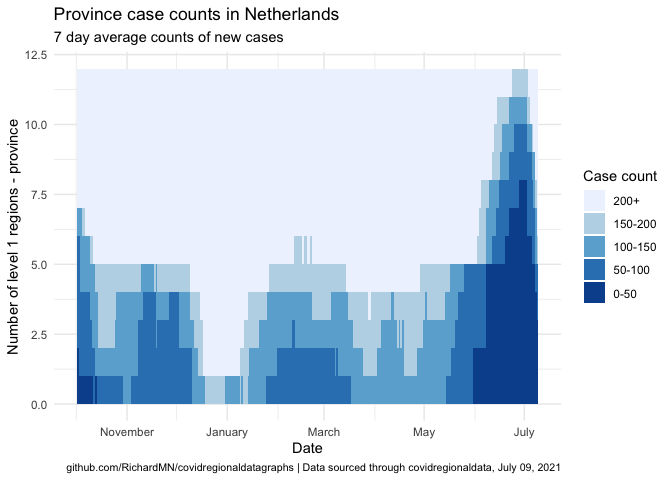 Province case counts in Netherlands
7 day average counts of new cases
Number of level 1 regions - province
12.5
10.0
7.5
5.0
2.5
0.0
November
January
March
May
July
Date
Case count
200+
150-200
100-150
50-100
0-50
github.com/RichardMN/covidregionaldatagraphs | Data sourced through covidregionaldata, July 09, 2021